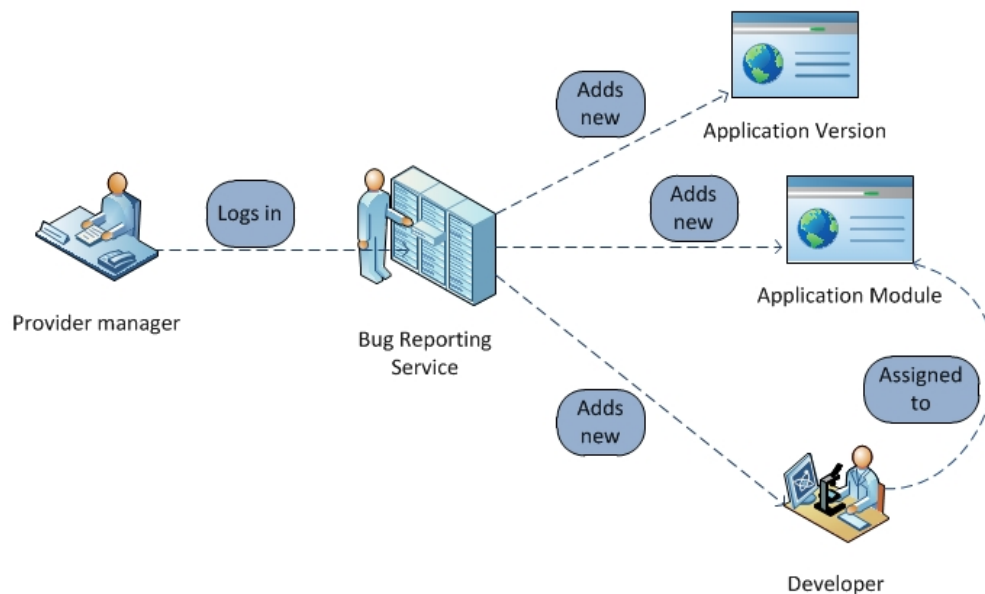 Adds
new
Application Version
Logs in
Adds
new
Provider manager
Bug Reporting
Service
Application Module
Adds
new
Assigned
to
Developer